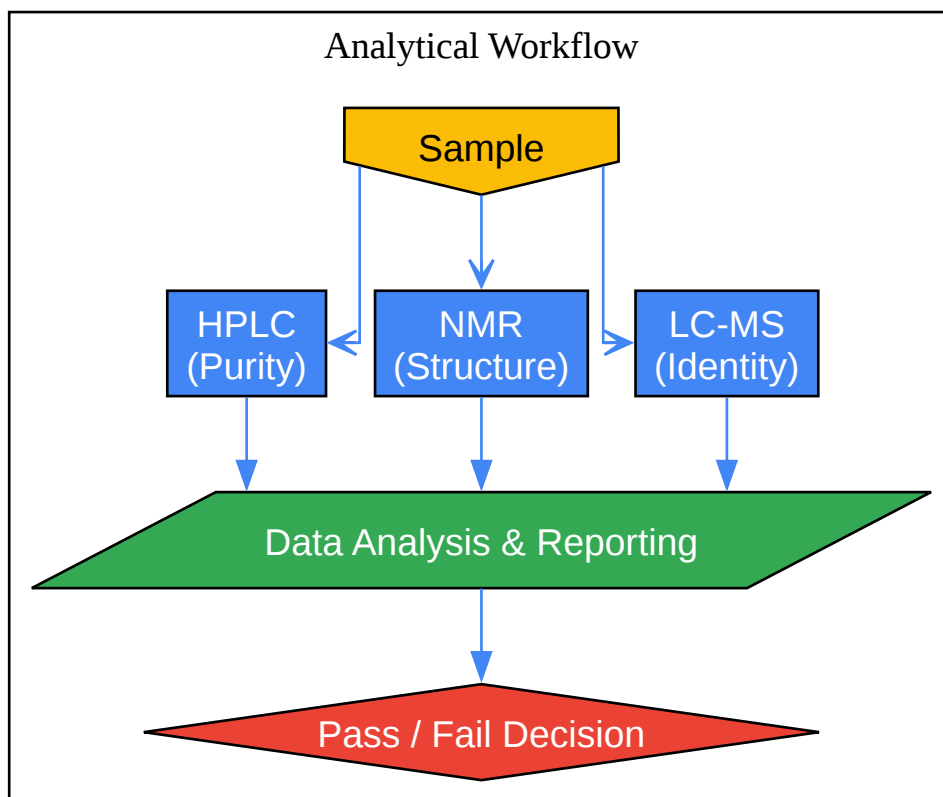 Analytical Workflow
Sample
HPLC
(Purity)
NMR
(Structure)
LC-MS
(Identity)
Data Analysis & Reporting
Pass / Fail Decision